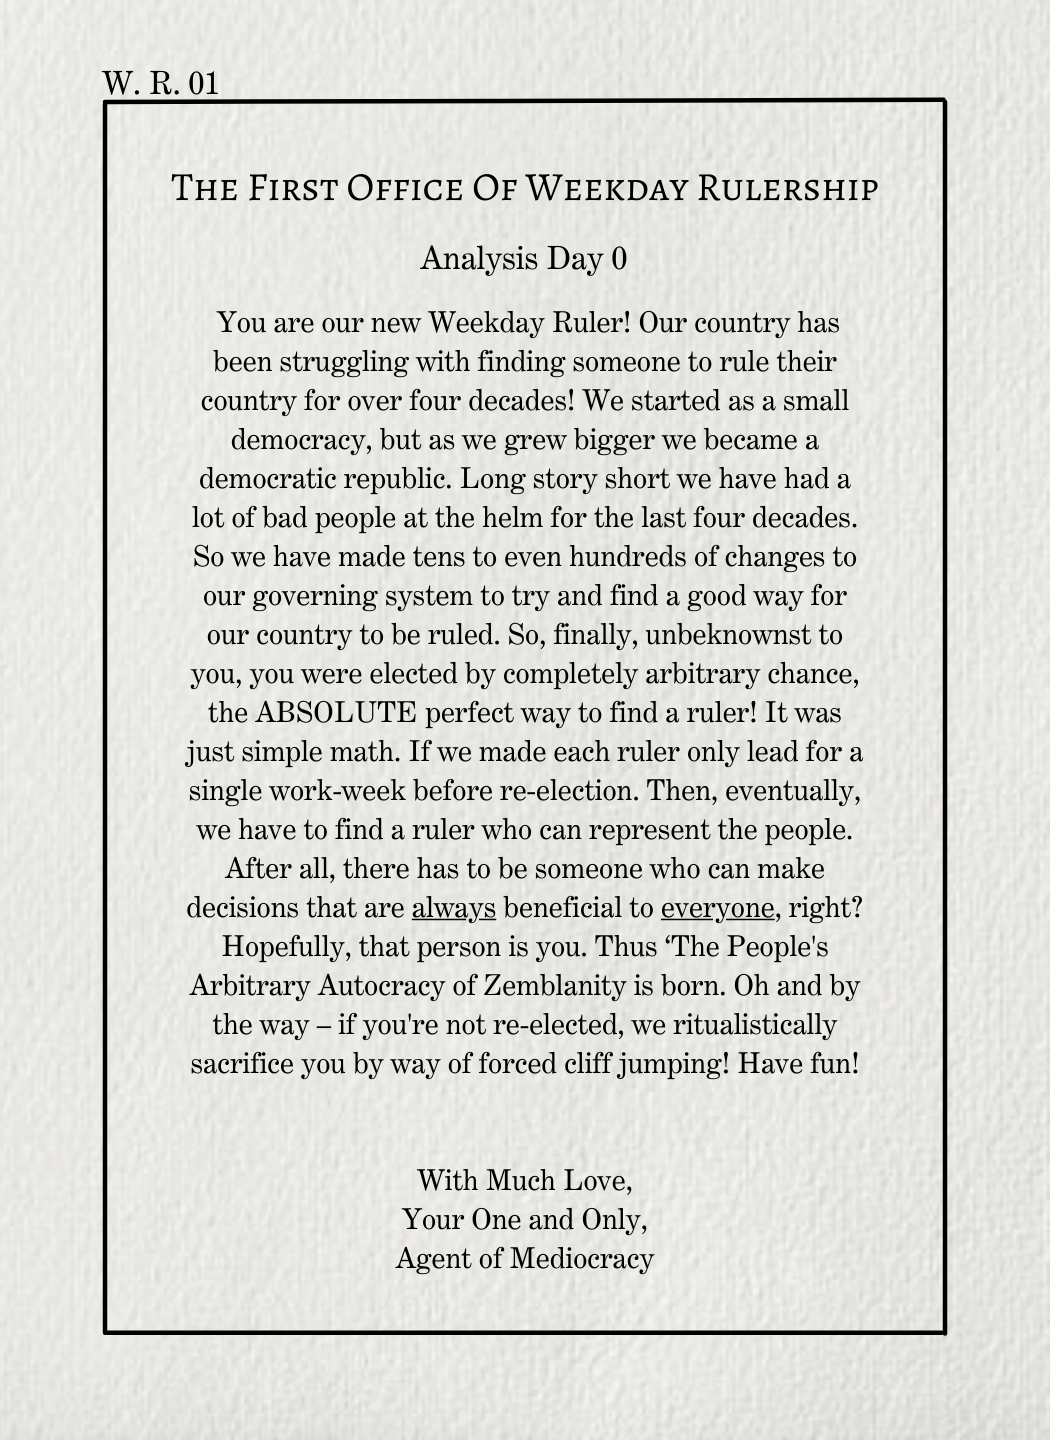 W. R. 01
The First Office Of Weekday Rulership
Analysis Day 0
You are our new Weekday Ruler! Our country has
been struggling with finding someone to rule their
country for over four decades! We started as a small
democracy, but as we grew bigger we became a
democratic republic. Long story short we have had a
lot of bad people at the helm for the last four decades.
So we have made tens to even hundreds of changes to
our governing system to try and find a good way for
our country to be ruled. So, finally, unbeknownst to
you, you were elected by completely arbitrary chance,
the ABSOLUTE perfect way to find a ruler! It was
just simple math. If we made each ruler only lead for a
single work-week before re-election. Then, eventually,
we have to find a ruler who can represent the people.
After all, there has to be someone who can make
decisions that are always beneficial to everyone, right?
Hopefully, that person is you. Thus ‘The People's
Arbitrary Autocracy of Zemblanity is born. Oh and by
the way – if you're not re-elected, we ritualistically
sacrifice you by way of forced cliff jumping! Have fun!
With Much Love,
Your One and Only,
Agent of Mediocracy